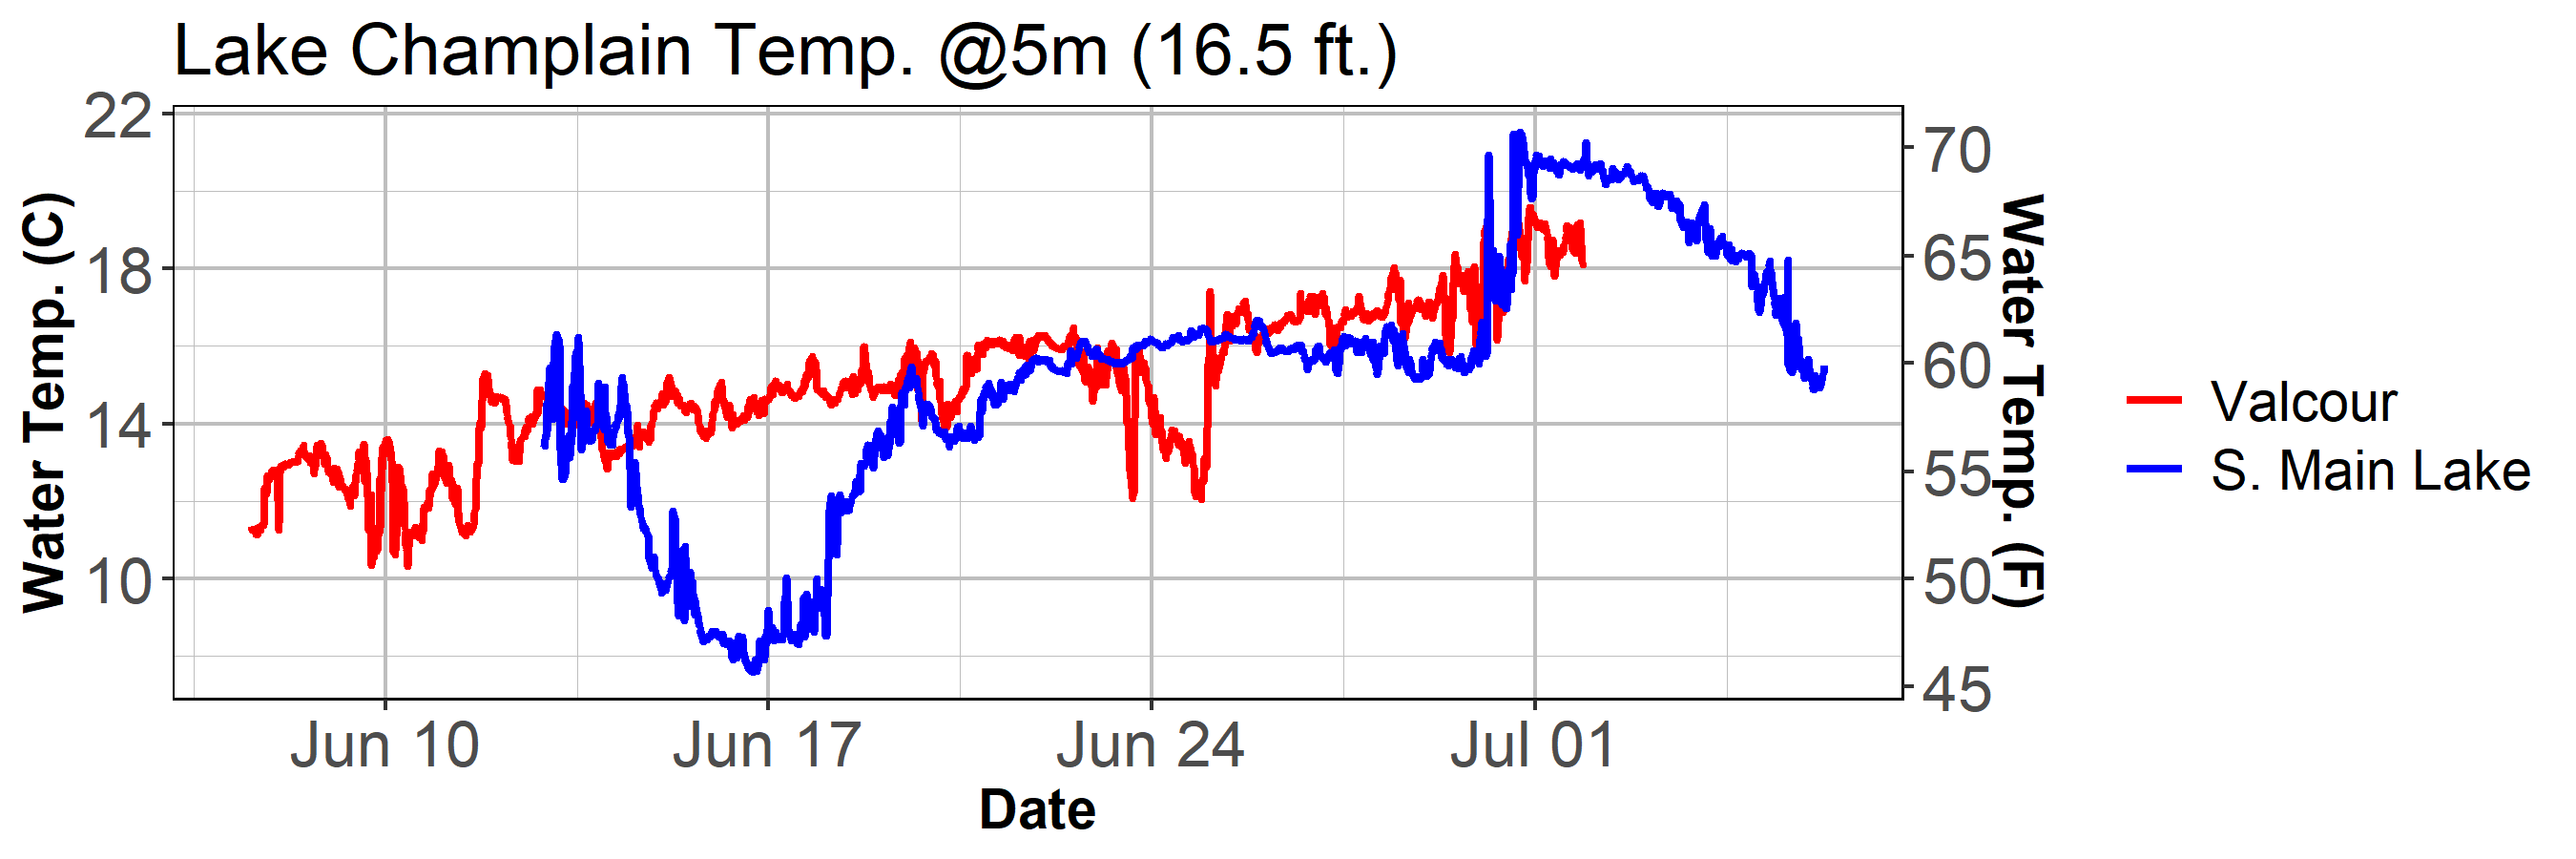 Lake Champlain Temp. @5m (16.5 ft.)
Water Temp. (C)
22
18
14
10
70
65
60
55
50
45
Water Temp. (F)
Jun 10
Jun 17
Jun 24
Jul 01
Date
Valcour
S. Main Lake